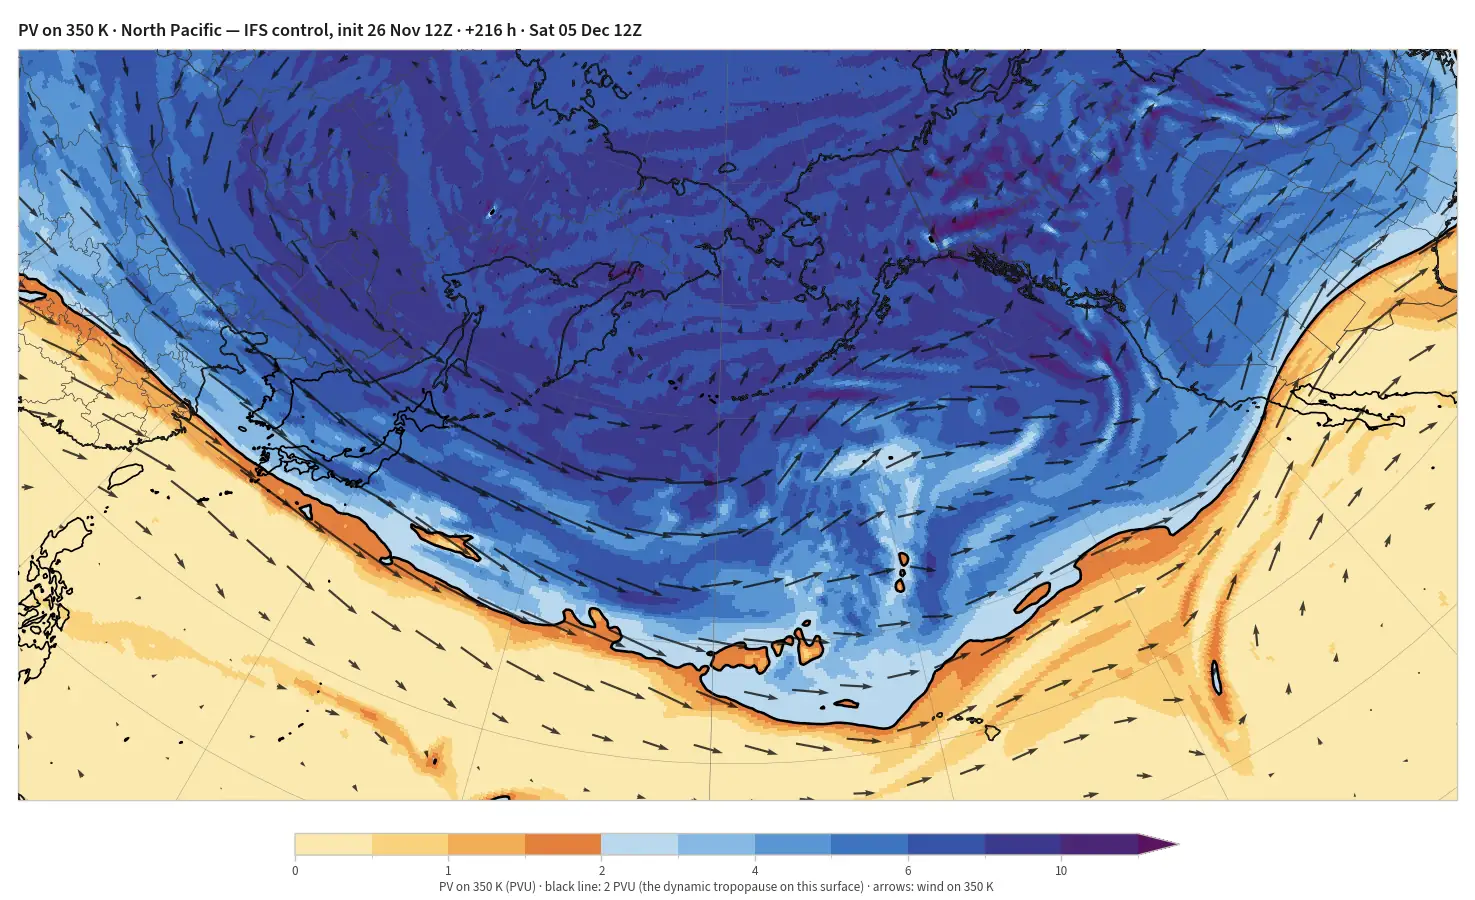 PV on 350 K · North Pacific — IFS control, init 26 Nov 12Z · +216 h · Sat 05 Dec 12Z
0 1 2 4 6 10
PV on 350 K (PVU) · black line: 2 PVU (the dynamic tropopause on this surface) · arrows: wind on 350 K